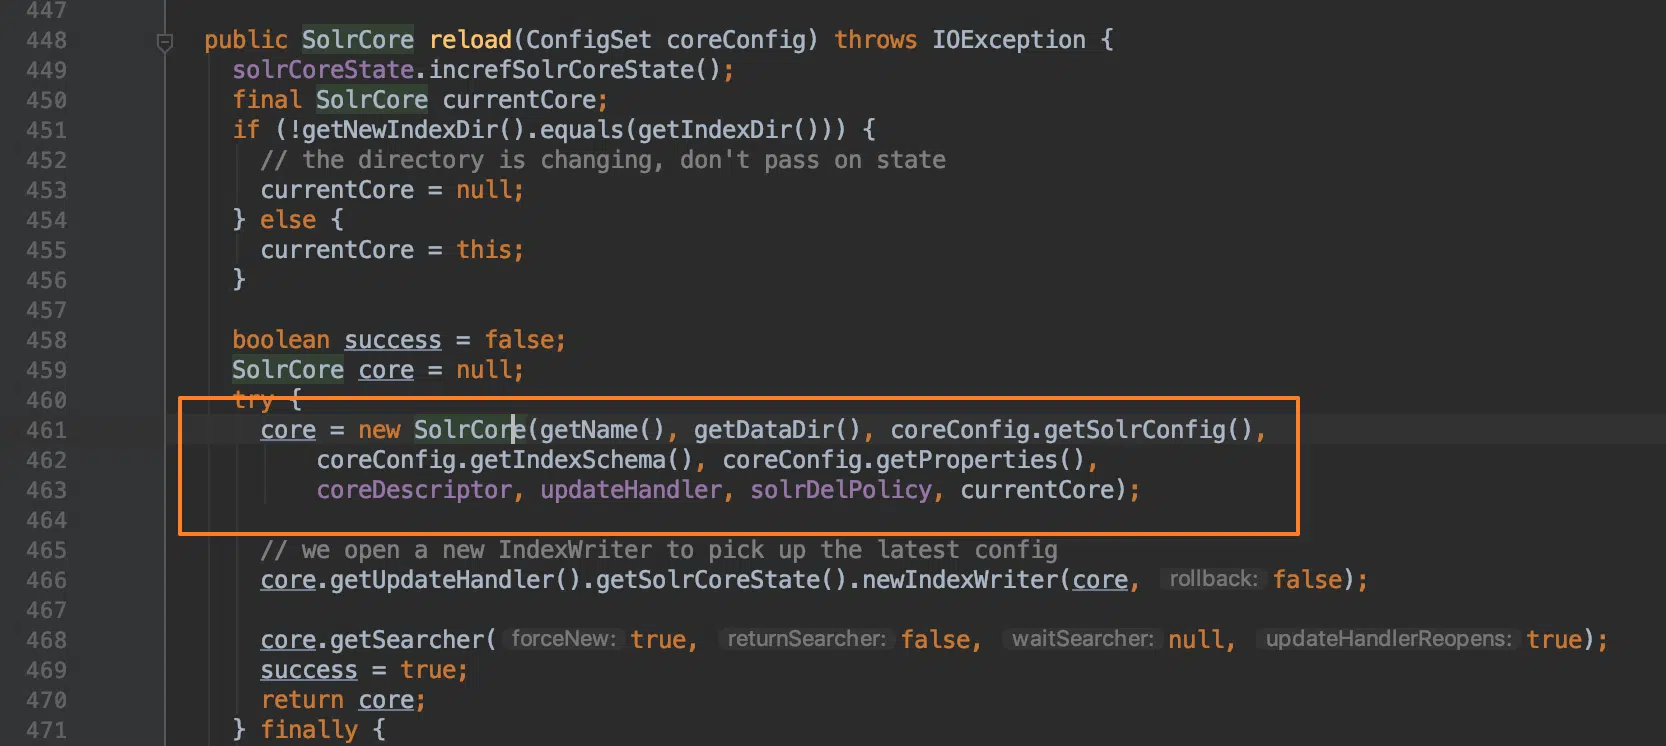 447
448 public SolrCore reload(ConfigSet coreConfig) throws IOException {
449 solrCoreState.increfSolrCoreState();
450 final SolrCore currentCore;
451 if (!getNewIndexDir().equals(getIndexDir())) {
452 // the directory is changing, don't pass on state
453 currentCore = null;
454 } else {
455 currentCore = this;
456 }
457
458 boolean success = false;
459 SolrCore core = null;
460 try {
461 core = new SolrCore(getName(), getDataDir(), coreConfig.getSolrConfig(),
462 coreConfig.getIndexSchema(), coreConfig.getProperties(),
463 coreDescriptor, updateHandler, solrDelPolicy, currentCore);
464
465 // we open a new IndexWriter to pick up the latest config
466 core.getUpdateHandler().getSolrCoreState().newIndexWriter(core, rollback: false);
467
468 core.getSearcher( forceNew: true, returnSearcher: false, waitSearcher: null, updateHandlerReopens: true);
469 success = true;
470 return core;
471 } finally {